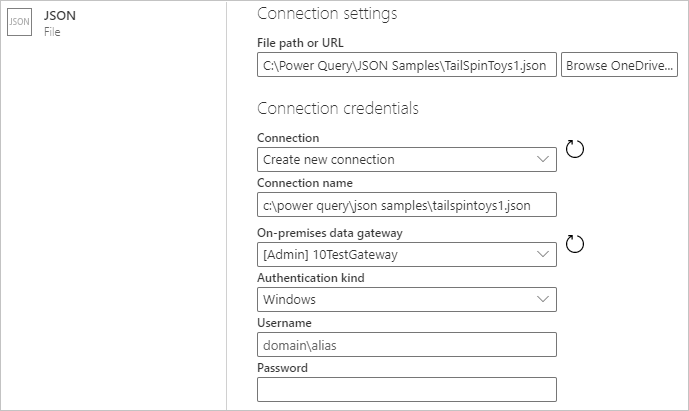 JSON
JSON
File
Connection settings
File path or URL
C:\Power Query\JSON Samples\TailSpinToys1.json
Browse OneDrive...
Connection credentials
Connection
Create new connection
Connection name
c:\power query\json samples\tailspintoys1.json
On-premises data gateway
[Admin] 10TestGateway
Authentication kind
Windows
Username
domain\alias
Password